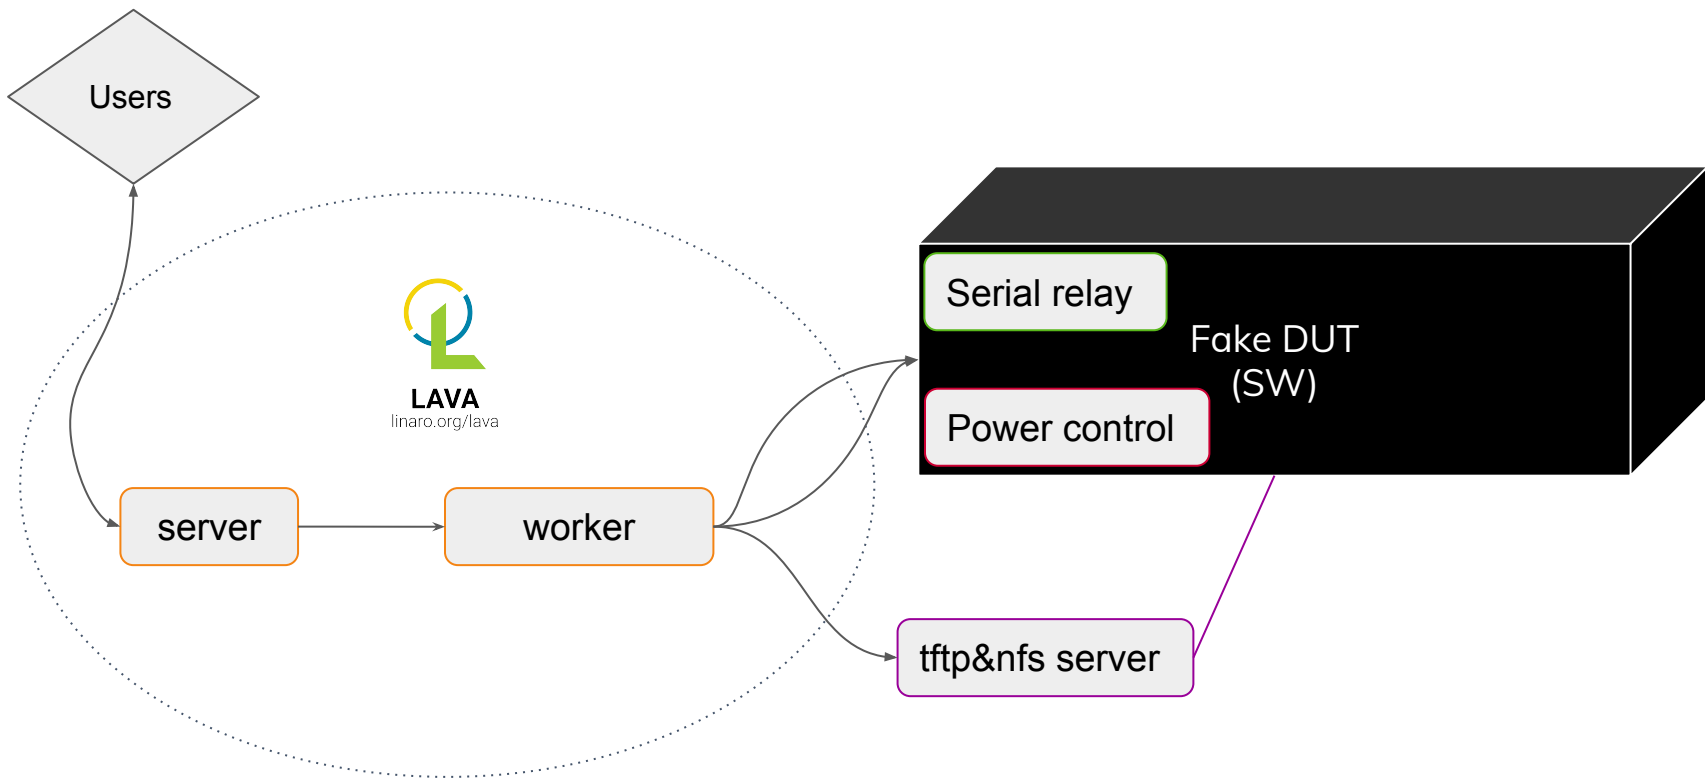 Users
Serial relay
Fake DUT
(SW)
Power control
LAVA
linaro.org/lava
server
worker
tftp&nfs server